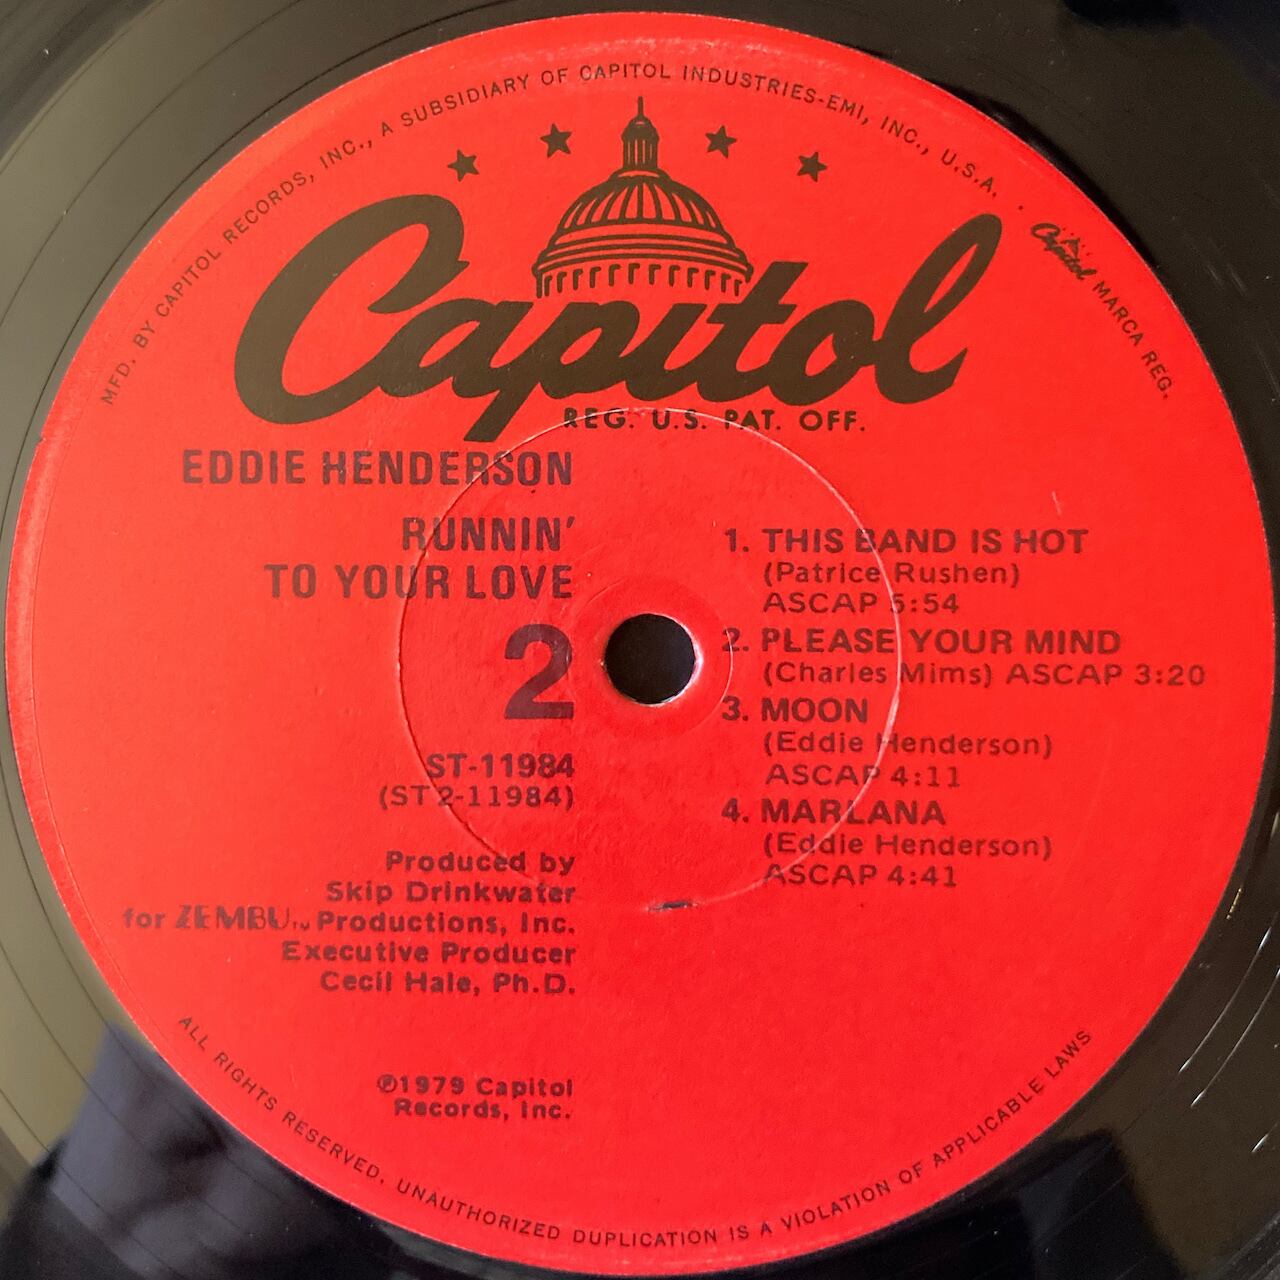 MFD. BY CAPITOL RECORDS, INC., A SUBSIDIARY OF CAPITOL INDUSTRIES-EMI, INC., U.S.A. . Capitol MARCA REG.
Capitol
REG. U.S. PAT. OFF.
EDDIE HENDERSON
RUNNIN'
TO YOUR LOVE
2
ST-11984
(ST 2-11984)
Produced by
Skip Drinkwater
for ZEMBU™ Productions, Inc.
Executive Producer
Cecil Hale, Ph.D.
℗1979 Capitol
Records, Inc.
1. THIS BAND IS HOT
(Patrice Rushen)
ASCAP 5:54
2. PLEASE YOUR MIND
(Charles Mims) ASCAP 3:20
3. MOON
(Eddie Henderson)
ASCAP 4:11
4. MARLANA
(Eddie Henderson)
ASCAP 4:41
ALL RIGHTS RESERVED. UNAUTHORIZED DUPLICATION IS A VIOLATION OF APPLICABLE LAWS